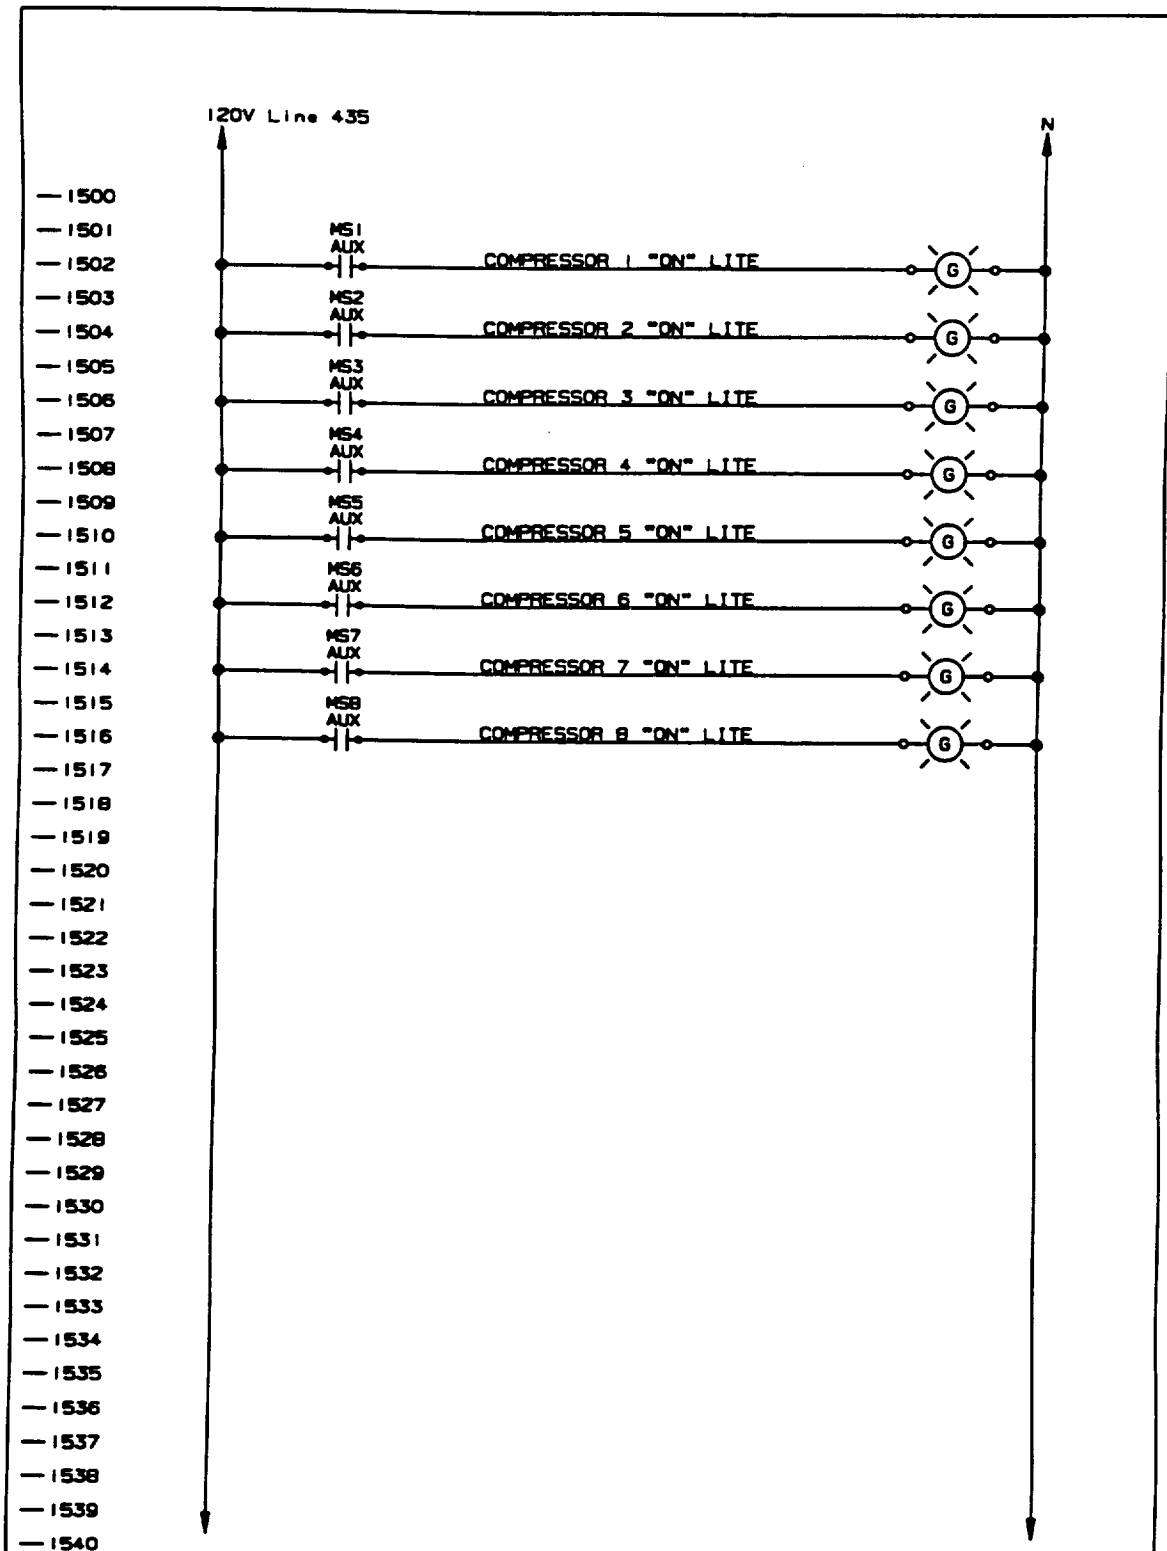 120V Line 435
N
1500
1501
MS1
AUX
1502
COMPRESSOR 1 "ON" LITE
G
1503
MS2
AUX
1504
COMPRESSOR 2 "ON" LITE
G
1505
MS3
AUX
1506
COMPRESSOR 3 "ON" LITE
G
1507
MS4
AUX
1508
COMPRESSOR 4 "ON" LITE
G
1509
MS5
AUX
1510
COMPRESSOR 5 "ON" LITE
G
1511
MS6
AUX
1512
COMPRESSOR 6 "ON" LITE
G
1513
MS7
AUX
1514
COMPRESSOR 7 "ON" LITE
G
1515
MS8
AUX
1516
COMPRESSOR 8 "ON" LITE
G
1517
1518
1519
1520
1521
1522
1523
1524
1525
1526
1527
1528
1529
1530
1531
1532
1533
1534
1535
1536
1537
1538
1539
1540